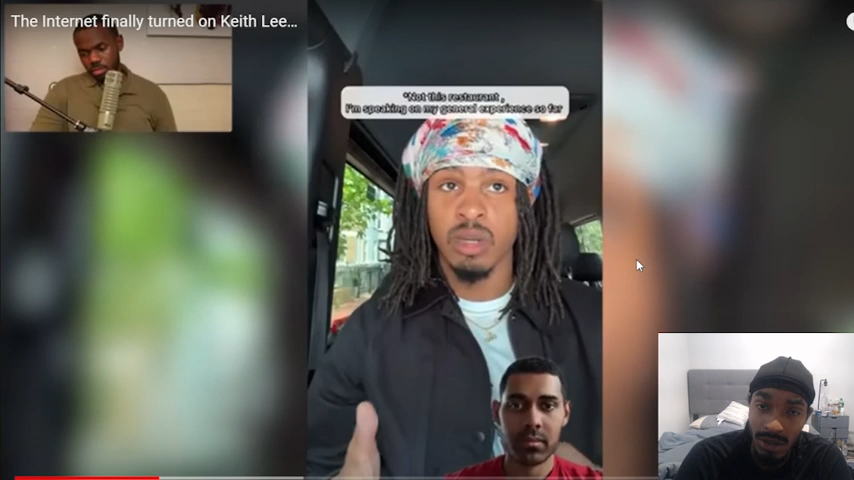 The Internet finally turned on Keith Lee...
*Not this restaurant,
I'm speaking on my general experience so far